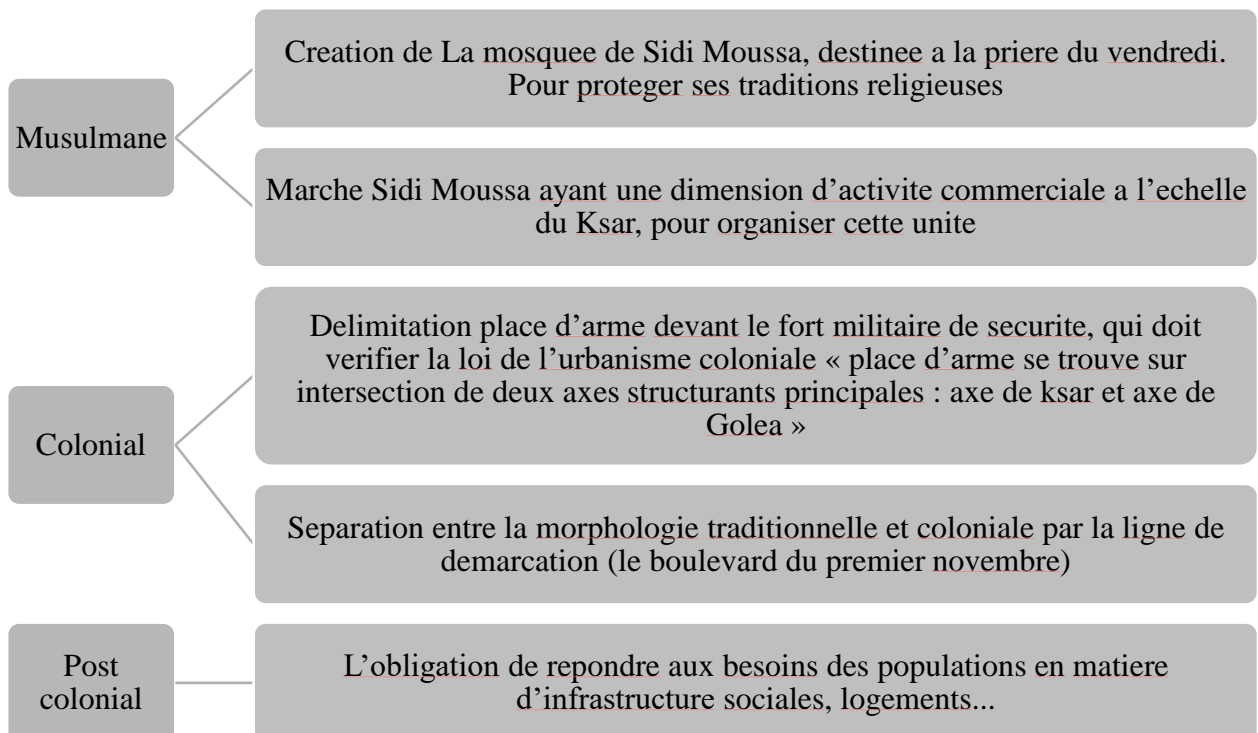 Musulmane
Creation de La mosquee de Sidi Moussa, destinee a la priere du vendredi.
Pour proteger ses traditions religieuses
Marche Sidi Moussa ayant une dimension d’activite commerciale a l’echelle
du Ksar, pour organiser cette unite
Colonial
Delimitation place d’arme devant le fort militaire de securite, qui doit
verifier la loi de l’urbanisme coloniale « place d’arme se trouve sur
intersection de deux axes structurants principales : axe de ksar et axe de
Golea »
Separation entre la morphologie traditionnelle et coloniale par la ligne de
demarcation (le boulevard du premier novembre)
Post
colonial
L’obligation de repondre aux besoins des populations en matiere
d’infrastructure sociales, logements...